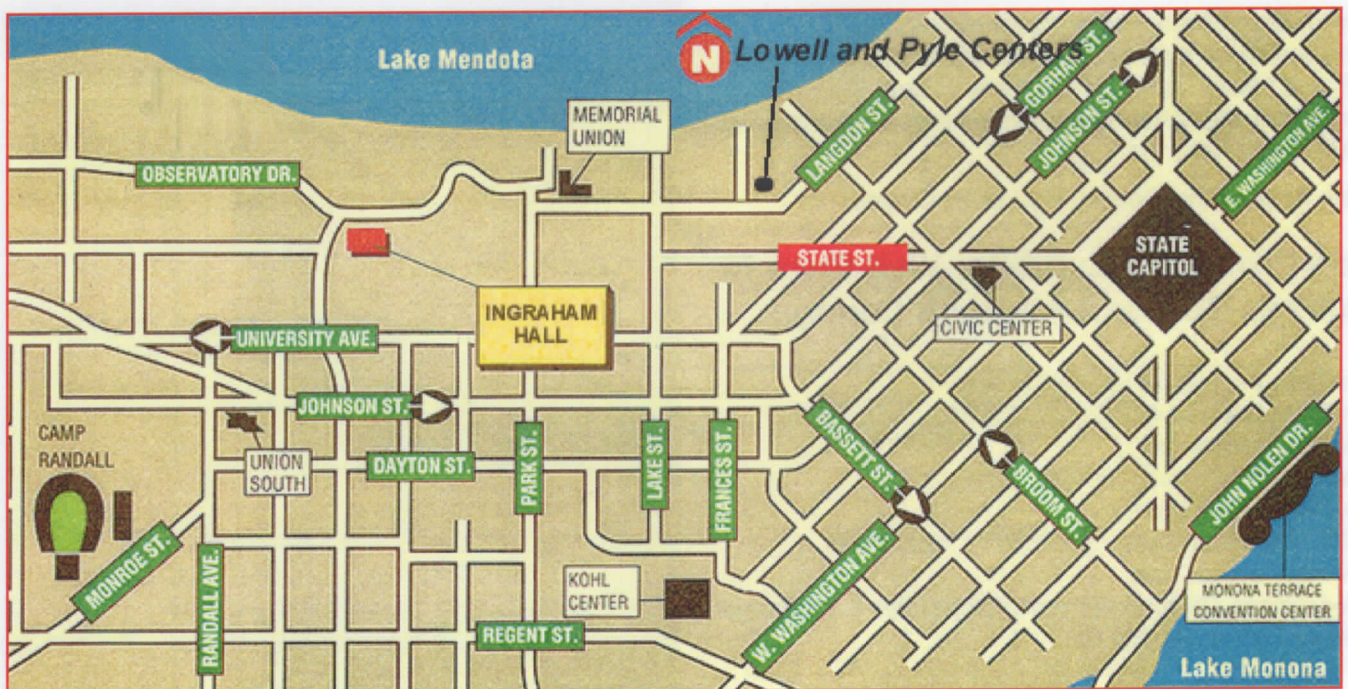 Lake Mendota
N
Lowell and Pyle Centers
GORHAM ST.
JOHNSON ST.
E. WASHINGTON AVE.
MEMORIAL
UNION
LANGDON ST.
OBSERVATORY DR.
STATE ST.
STATE
CAPITOL
INGRAHAM
HALL
CIVIC CENTER
UNIVERSITY AVE.
JOHNSON ST.
CAMP
RANDALL
UNION
SOUTH
DAYTON ST.
PARK ST.
LAKE ST.
FRANCES ST.
BASSETT ST.
BROOM ST.
JOHN NOLEN DR.
MONROE ST.
RANDALL AVE.
KOHL
CENTER
W. WASHINGTON AVE.
MONONA TERRACE
CONVENTION CENTER
REGENT ST.
Lake Monona